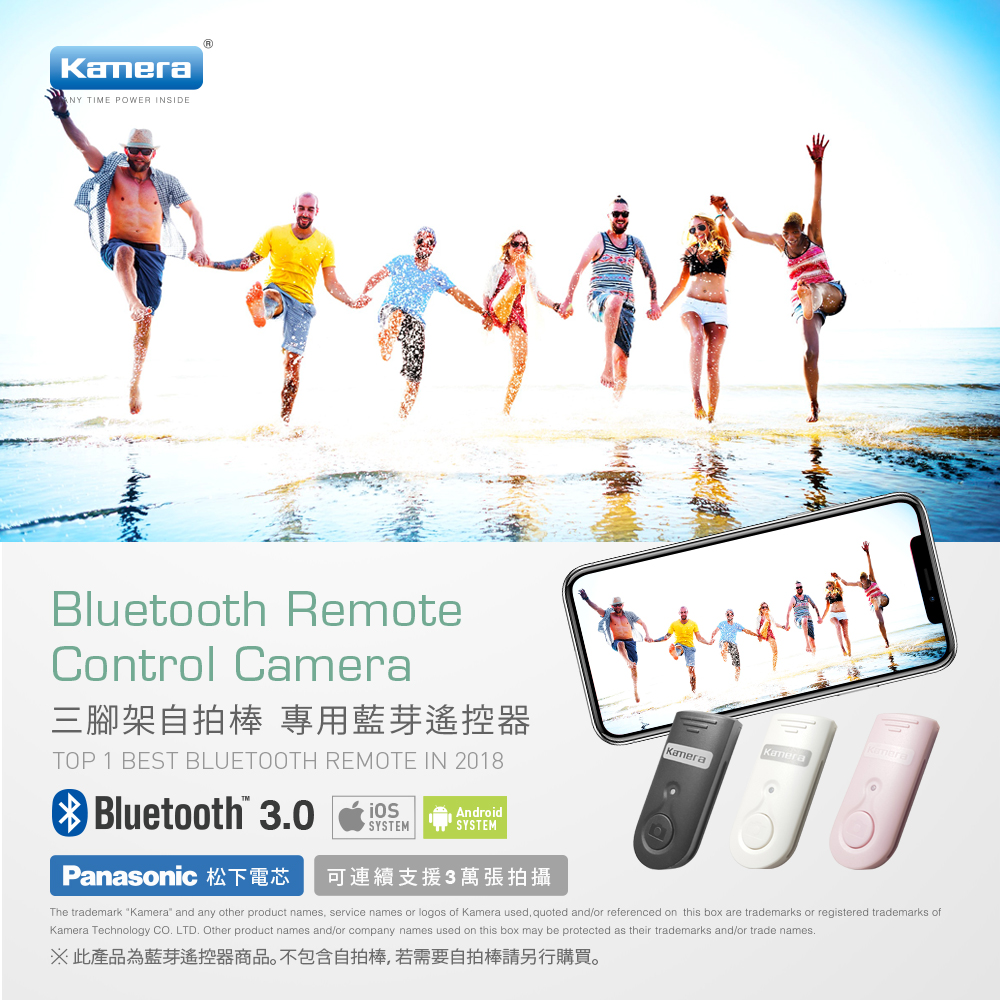 Kamera®
ANY TIME POWER INSIDE
Bluetooth Remote
Control Camera
三腳架自拍棒 專用藍芽遙控器
TOP 1 BEST BLUETOOTH REMOTE IN 2018
Bluetooth™ 3.0
iOS
SYSTEM
Android
SYSTEM
Kamera
Kamera
Kamera
Panasonic 松下電芯
可連續支援3萬張拍攝
The trademark "Kamera" and any other product names, service names or logos of Kamera used,quoted and/or referenced on this box are trademarks or registered trademarks of
Kamera Technology CO. LTD. Other product names and/or company names used on this box may be protected as their trademarks and/or trade names.
※ 此產品為藍芽遙控器商品。不包含自拍棒, 若需要自拍棒請另行購買。